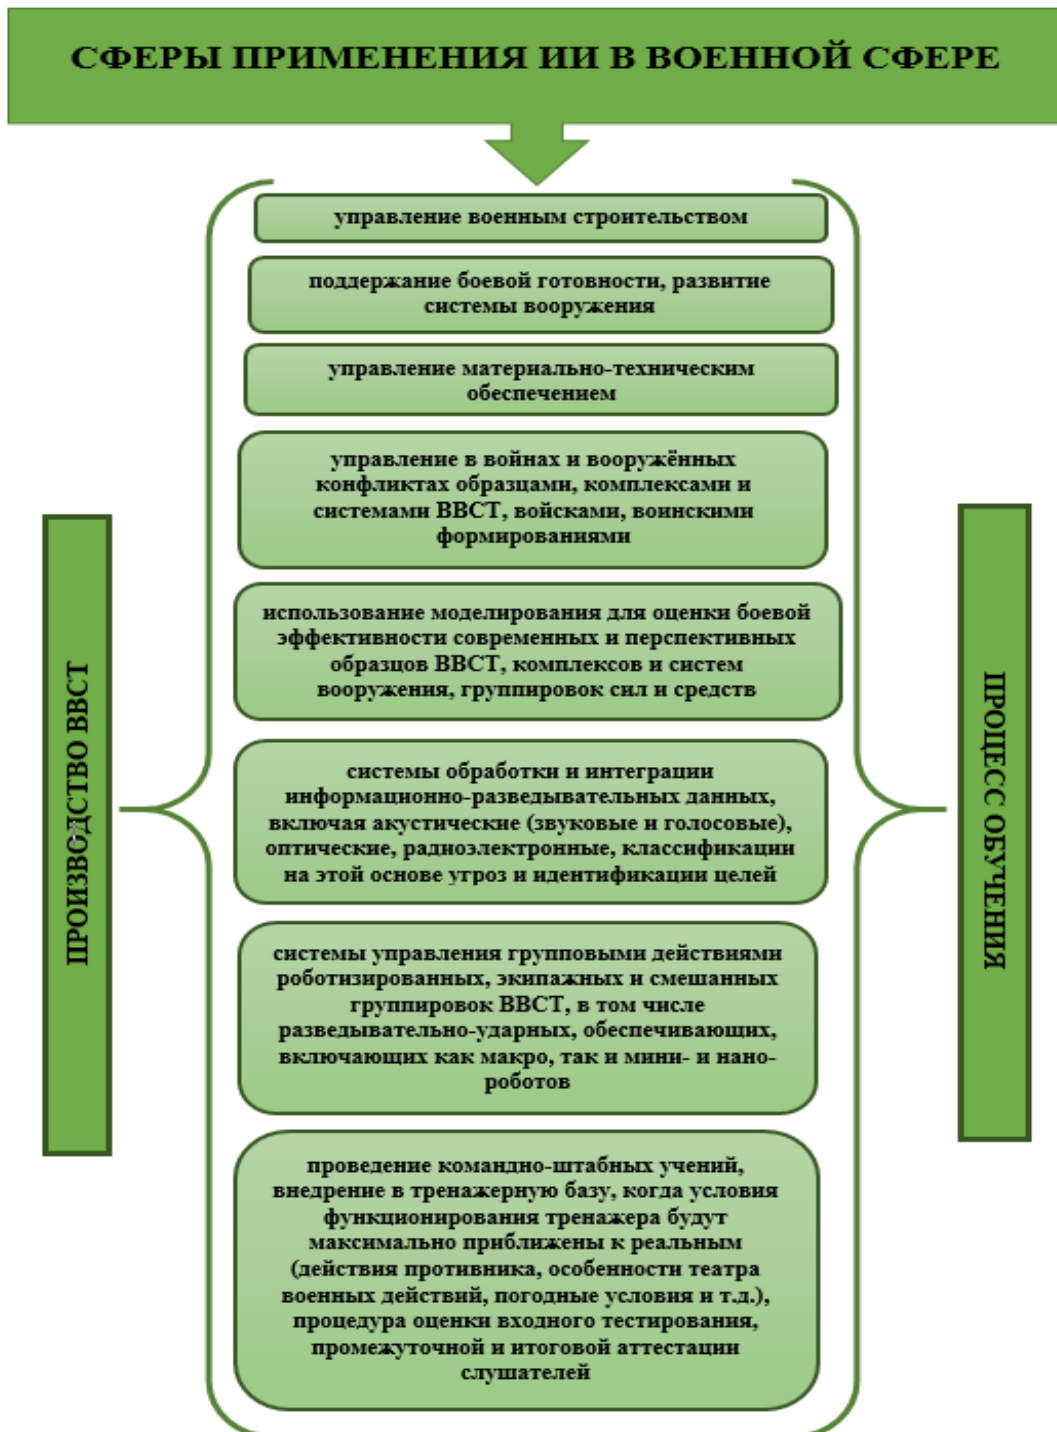 СФЕРЫ ПРИМЕНЕНИЯ ИИ В ВОЕННОЙ СФЕРЕ
управление военным строительством
поддержание боевой готовности, развитие
системы вооружения
управление материально-техническим
обеспечением
управление в войнах и вооружённых
конфликтах образцами, комплексами и
системами ВВСТ, войсками, воинскими
формированиями
использование моделирования для оценки боевой
эффективности современных и перспективных
образцов ВВСТ, комплексов и систем
вооружения, группировок сил и средств
системы обработки и интеграции
информационно-разведывательных данных,
включая акустические (звуковые и голосовые),
оптические, радиоэлектронные, классификации
на этой основе угроз и идентификации целей
системы управления групповыми действиями
роботизированных, экипажных и смешанных
группировок ВВСТ, в том числе
разведывательно-ударных, обеспечивающих,
включающих как макро, так и мини- и нано-
роботов
проведение командно-штабных учений,
внедрение в тренажерную базу, когда условия
функционирования тренажера будут
максимально приближены к реальным
(действия противника, особенности театра
военных действий, погодные условия и т.д.),
процедура оценки входного тестирования,
промежуточной и итоговой аттестации
слушателей
ПРОИЗВОДСТВО ВВСТ
ПРОЦЕСС ОБУЧЕНИЯ